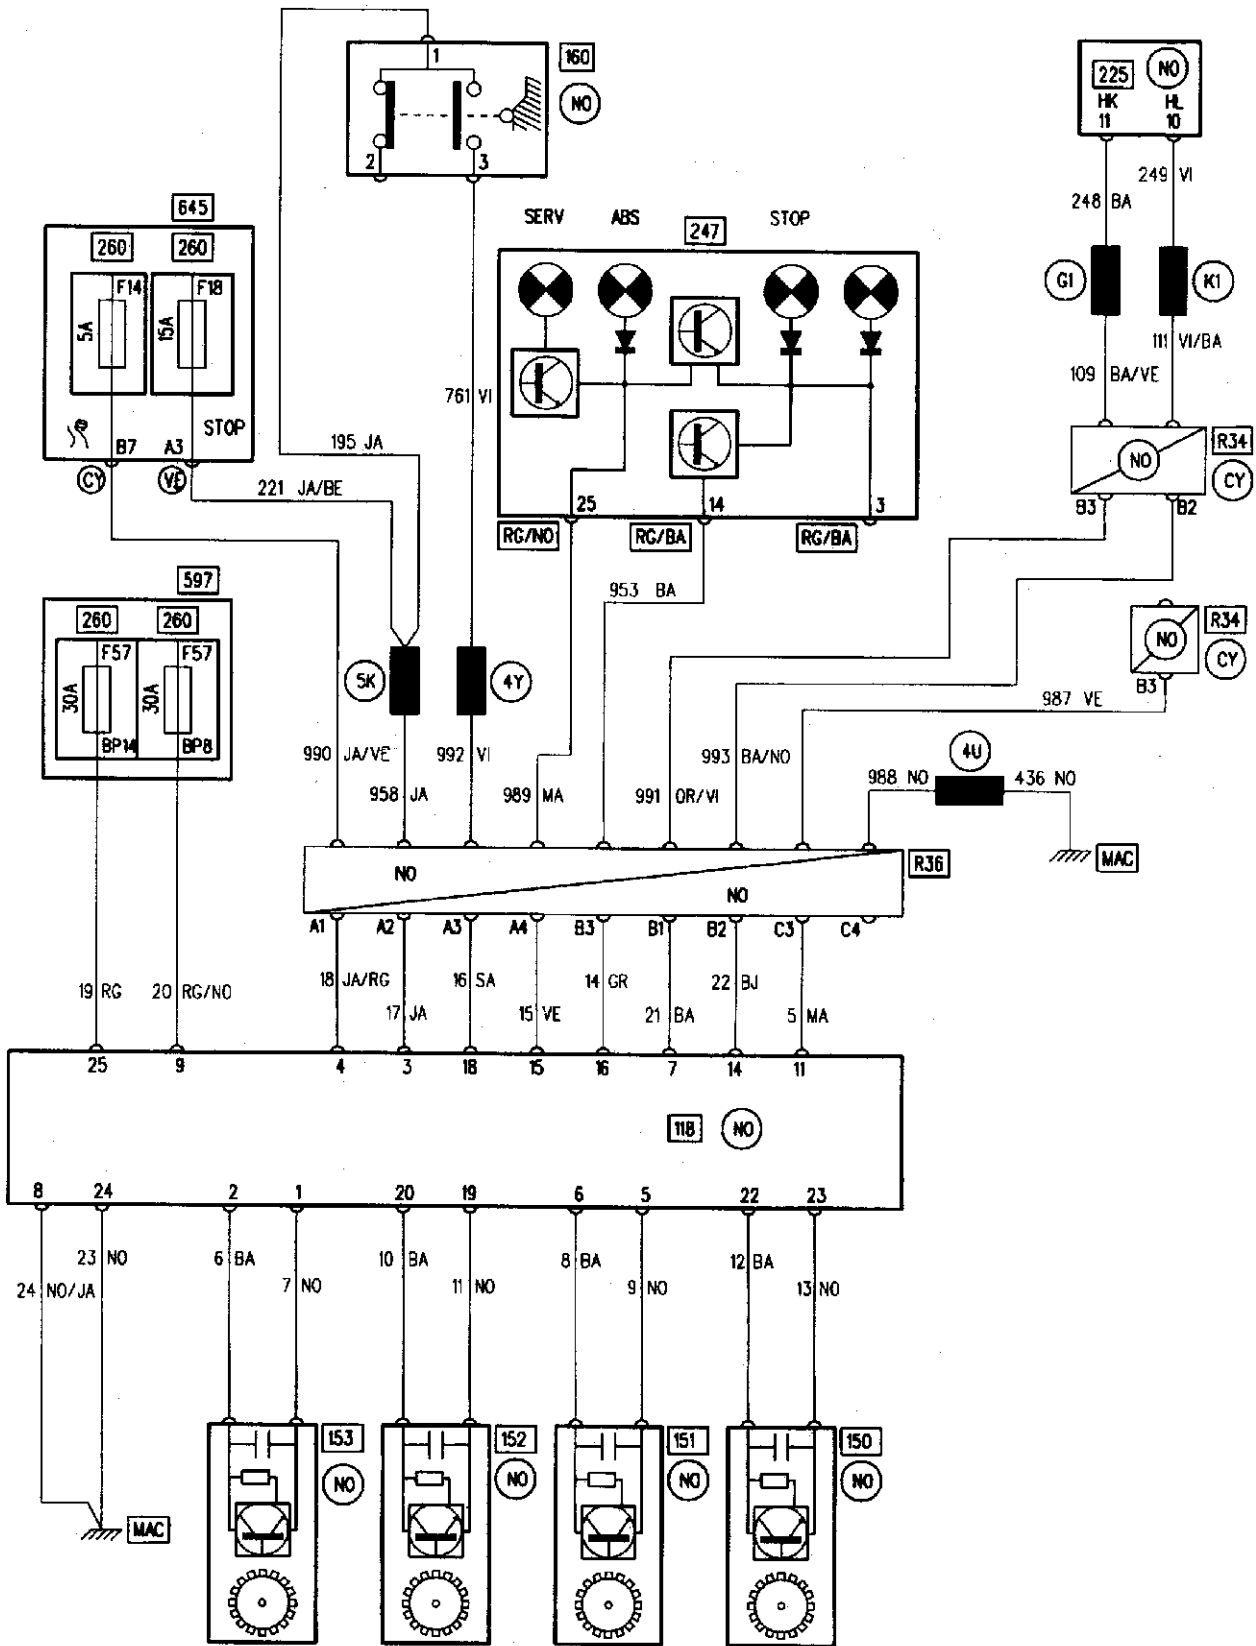 1
160
NO
2
3
225
NO
HK
HL
11
10
249 VI
248 BA
G1
K1
111 VI/BA
109 BA/VE
NO
R34
CY
B3
B2
NO
R34
CY
B3
987 VE
645
260
260
F14
F18
5A
15A
STOP
B7
A3
CY
VE
195 JA
221 JA/BE
761 VI
SERV
ABS
247
STOP
25
14
3
RG/NO
RG/BA
RG/BA
953 BA
597
260
260
F57
F57
30A
30A
BP14
BP8
5K
4Y
990 JA/VE
992 VI
993 BA/NO
958 JA
989 MA
991 OR/VI
4U
988 NO
436 NO
MAC
NO
NO
R36
A1
A2
A3
A4
B3
B1
B2
C3
C4
19 RG
20 RG/NO
18 JA/RG
16 SA
14 GR
22 BJ
17 JA
15 VE
21 BA
5 MA
25
9
4
3
18
15
16
7
14
11
118
NO
8
24
2
1
20
19
6
5
22
23
23 NO
6 BA
10 BA
8 BA
12 BA
24 NO/JA
7 NO
11 NO
9 NO
13 NO
153
NO
152
NO
151
NO
150
NO
MAC